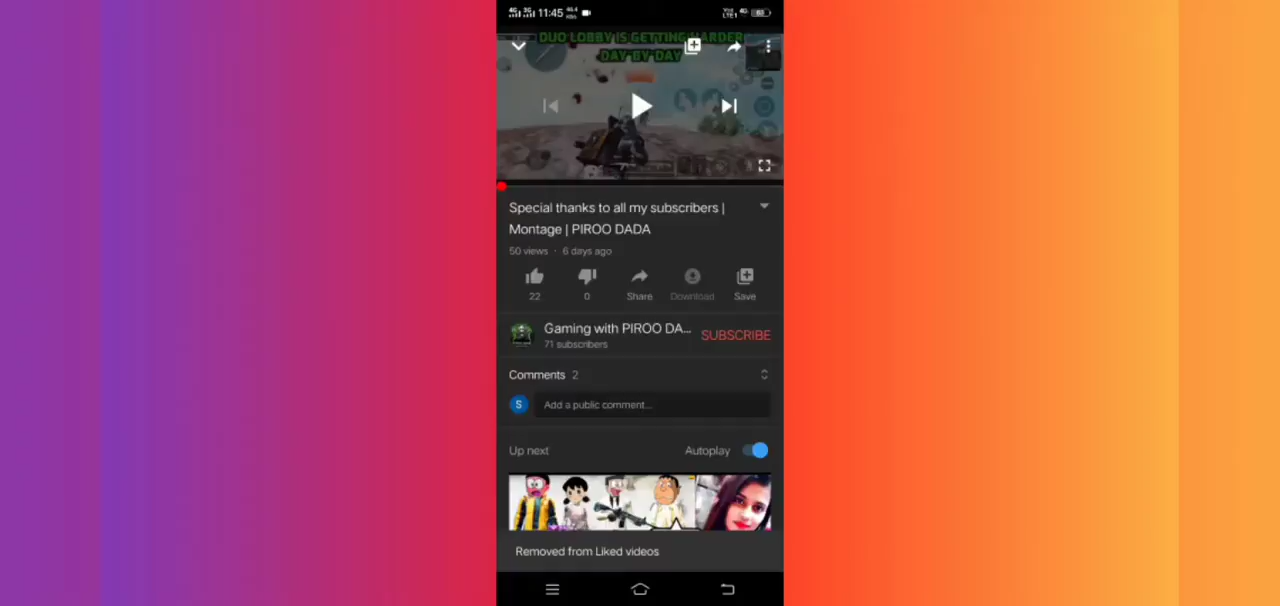 11:45
DUO LOBBY IS GETTING HARDER
DAY BY DAY
Special thanks to all my subscribers |
Montage | PIROO DADA
50 views · 6 days ago
22
0
Share
Download
Save
Gaming with PIROO DA...
SUBSCRIBE
71 subscribers
Comments 2
S
Add a public comment...
Up next
Autoplay
Removed from Liked videos